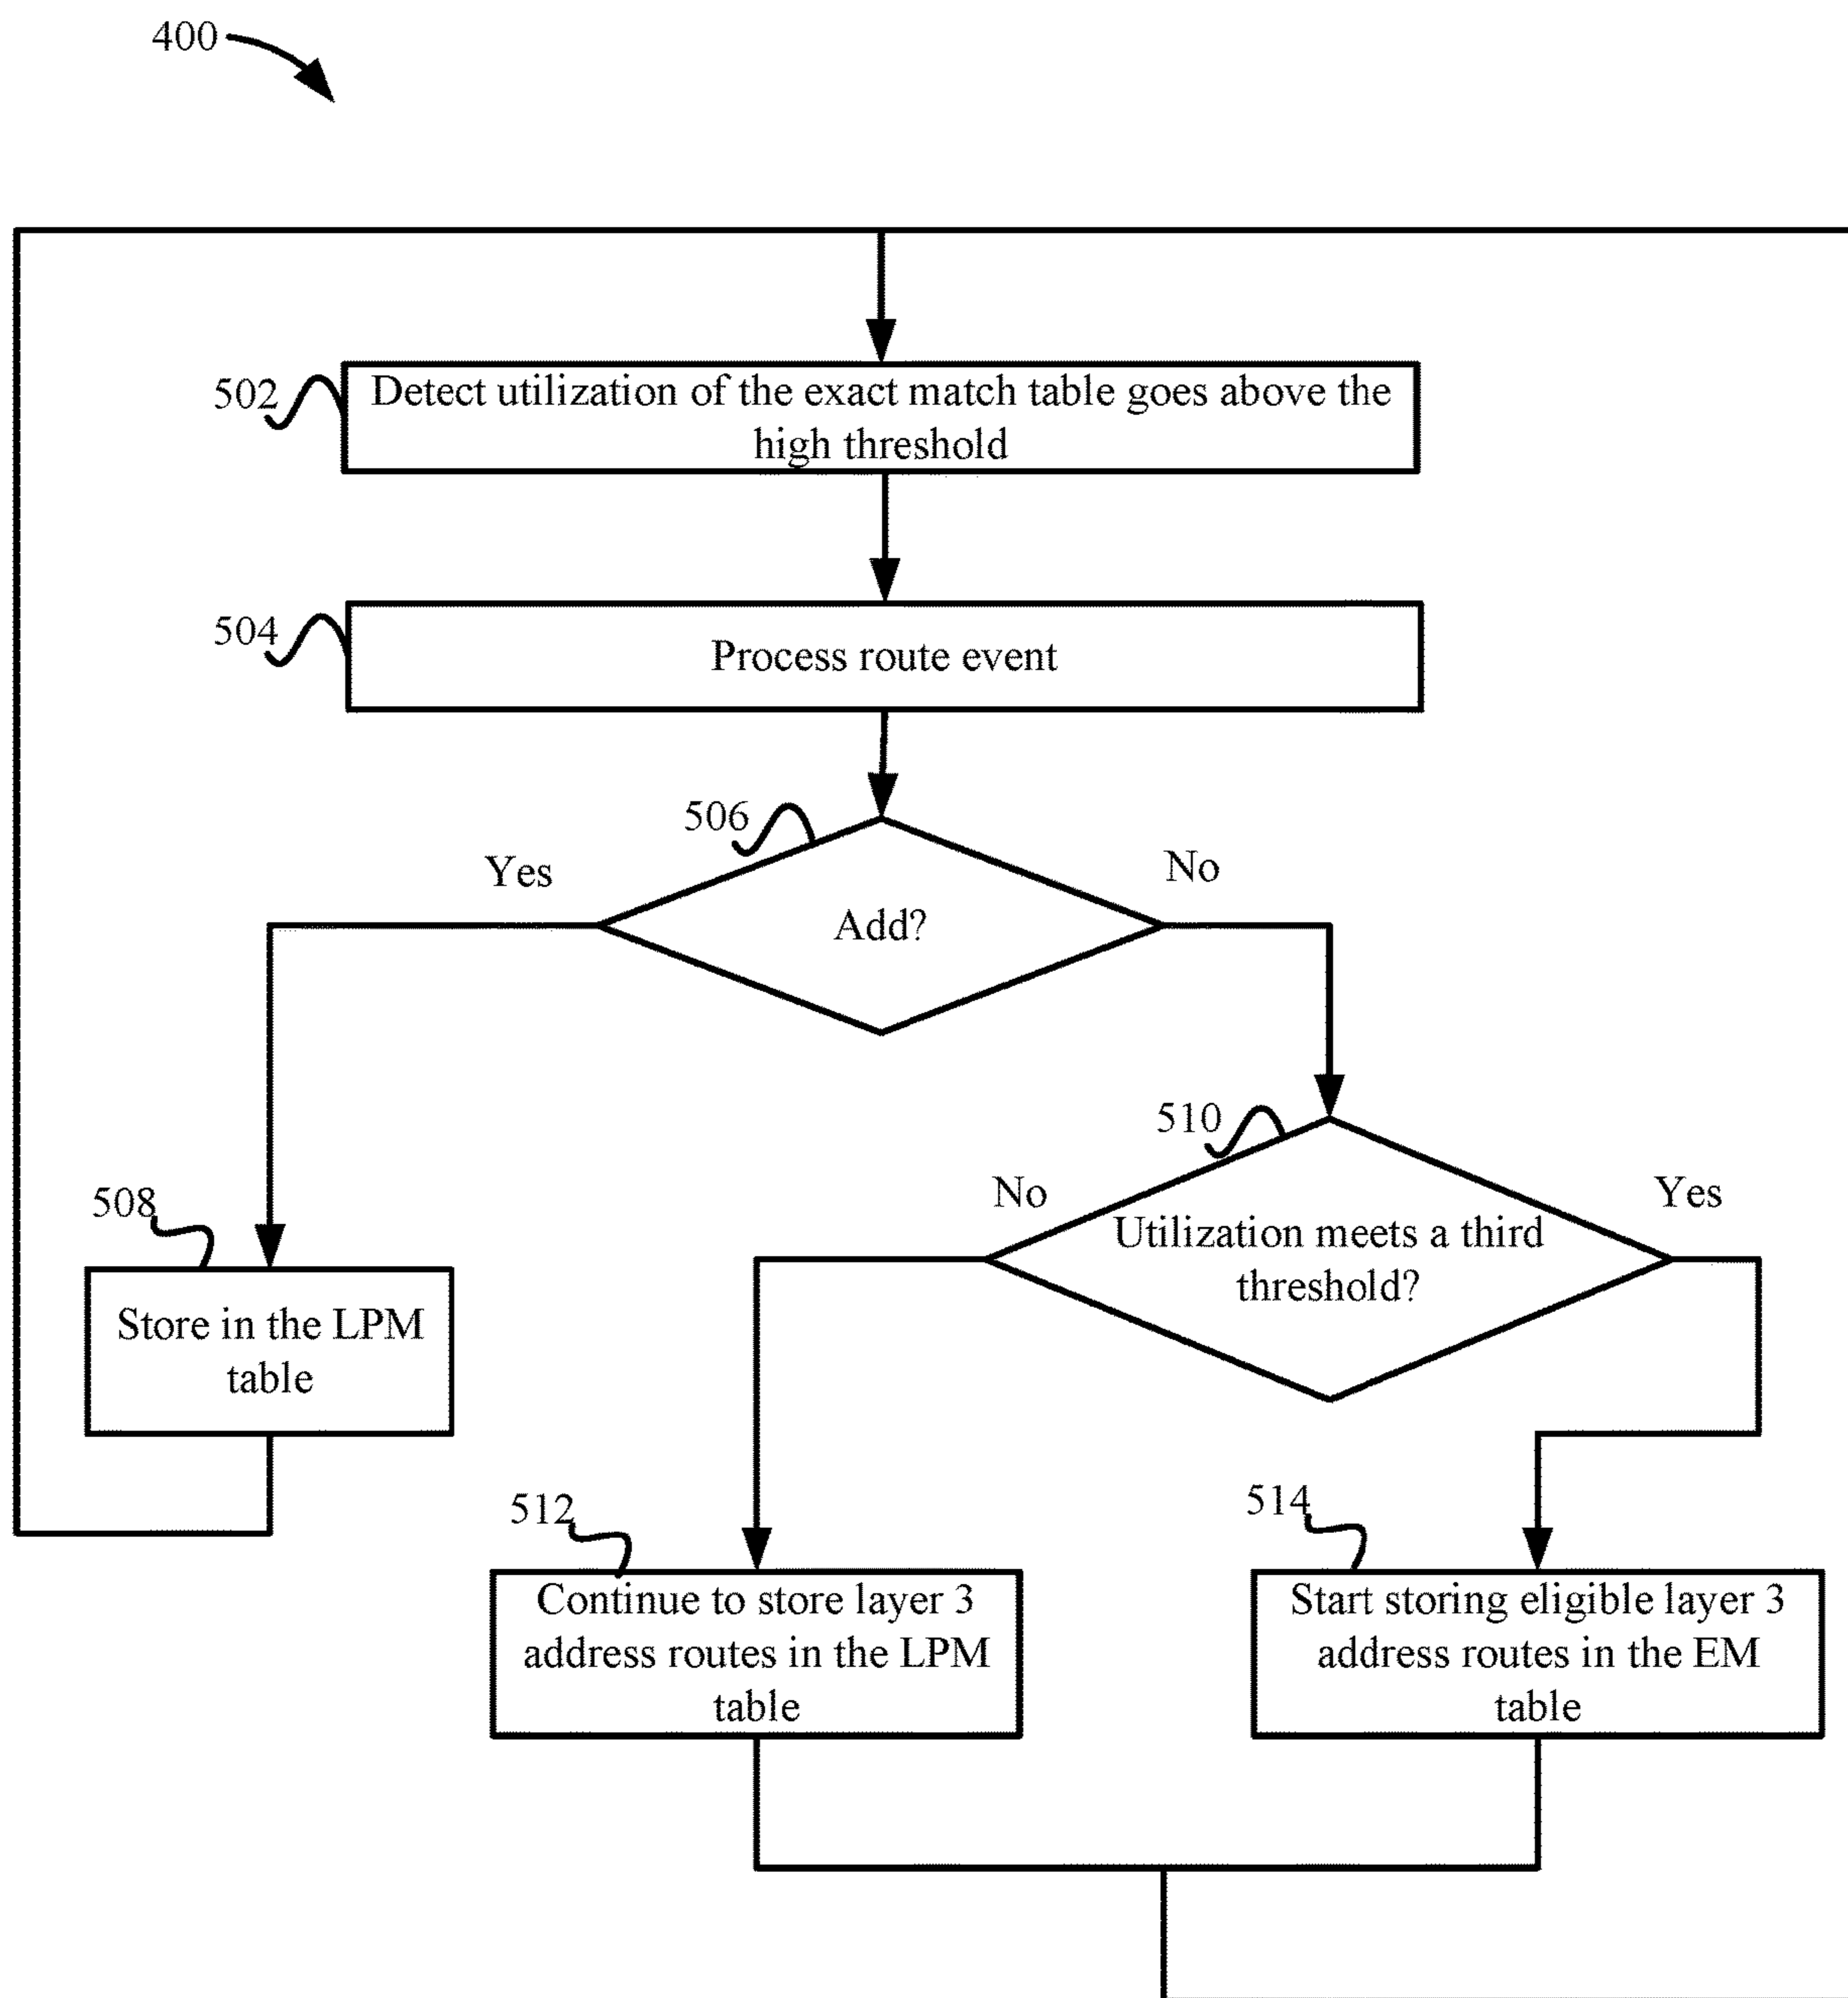 400
502
Detect utilization of the exact match table goes above the
high threshold
504
Process route event
506
Yes
No
Add?
510
No
Yes
Utilization meets a third
threshold?
508
Store in the LPM
table
512
Continue to store layer 3
address routes in the LPM
table
514
Start storing eligible layer 3
address routes in the EM
table